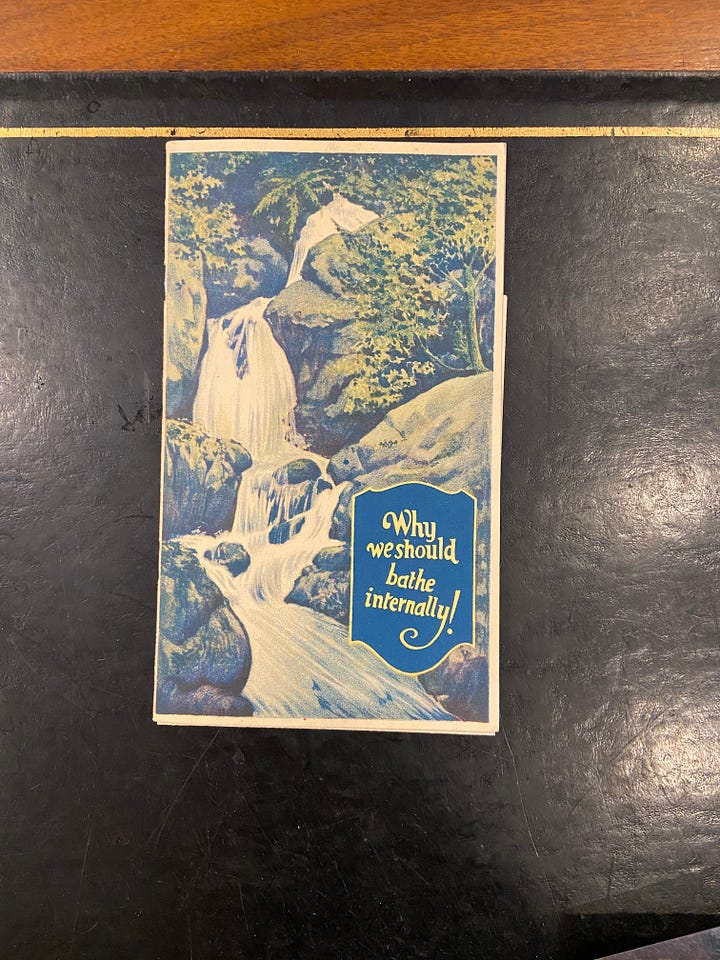 Why
we should
bathe
internally!